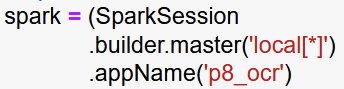 spark = (SparkSession
.builder.master('local[*]')
.appName('p8_ocr')